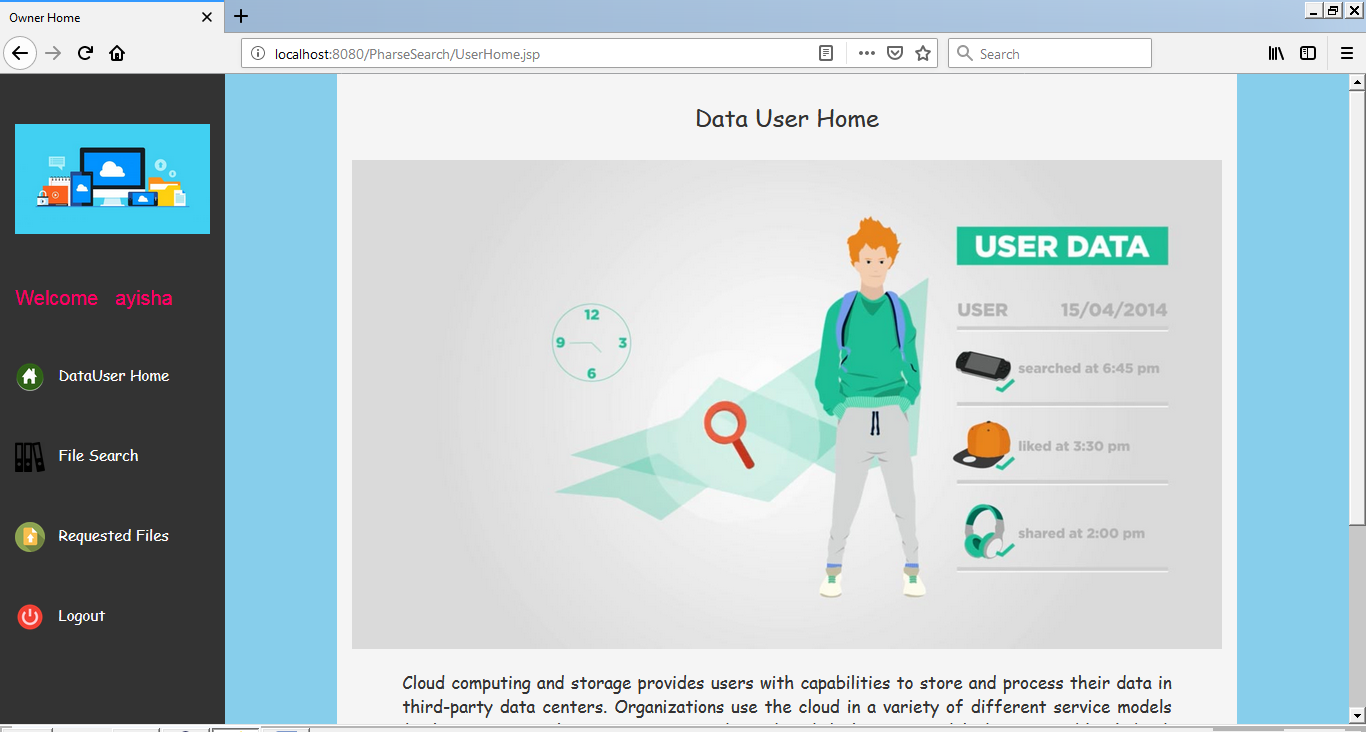 Owner Home
localhost:8080/PharseSearch/UserHome.jsp
Search
Welcome ayisha
DataUser Home
File Search
Requested Files
Logout
Data User Home
12
9
3
6
USER DATA
USER 15/04/2014
searched at 6:45 pm
liked at 3:30 pm
shared at 2:00 pm
Cloud computing and storage provides users with capabilities to store and process their data in
third-party data centers. Organizations use the cloud in a variety of different service models